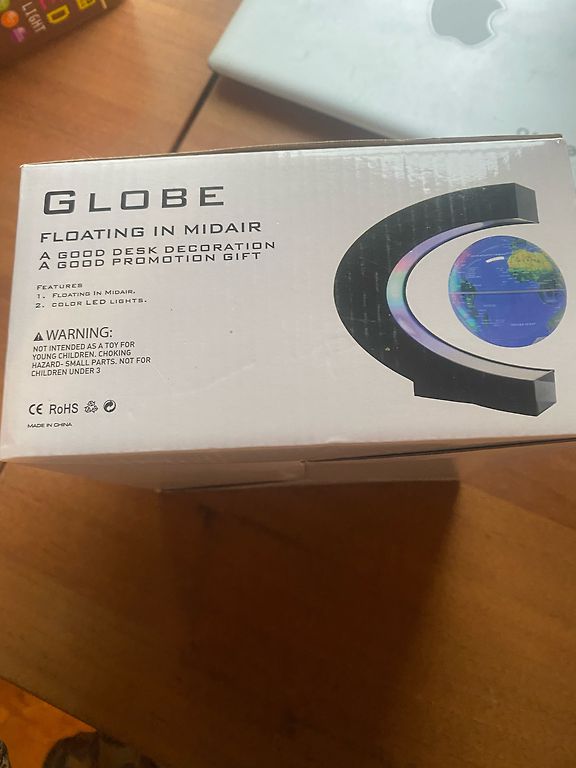 LIGHT
GLOBE
FLOATING IN MIDAIR
A GOOD DESK DECORATION
A GOOD PROMOTION GIFT
FEATURES
1. FLOATING IN MIDAIR.
2. COLOR LED LIGHTS.
WARNING:
NOT INTENDED AS A TOY FOR
YOUNG CHILDREN. CHOKING
HAZARD- SMALL PARTS. NOT FOR
CHILDREN UNDER 3
CE RoHS
MADE IN CHINA